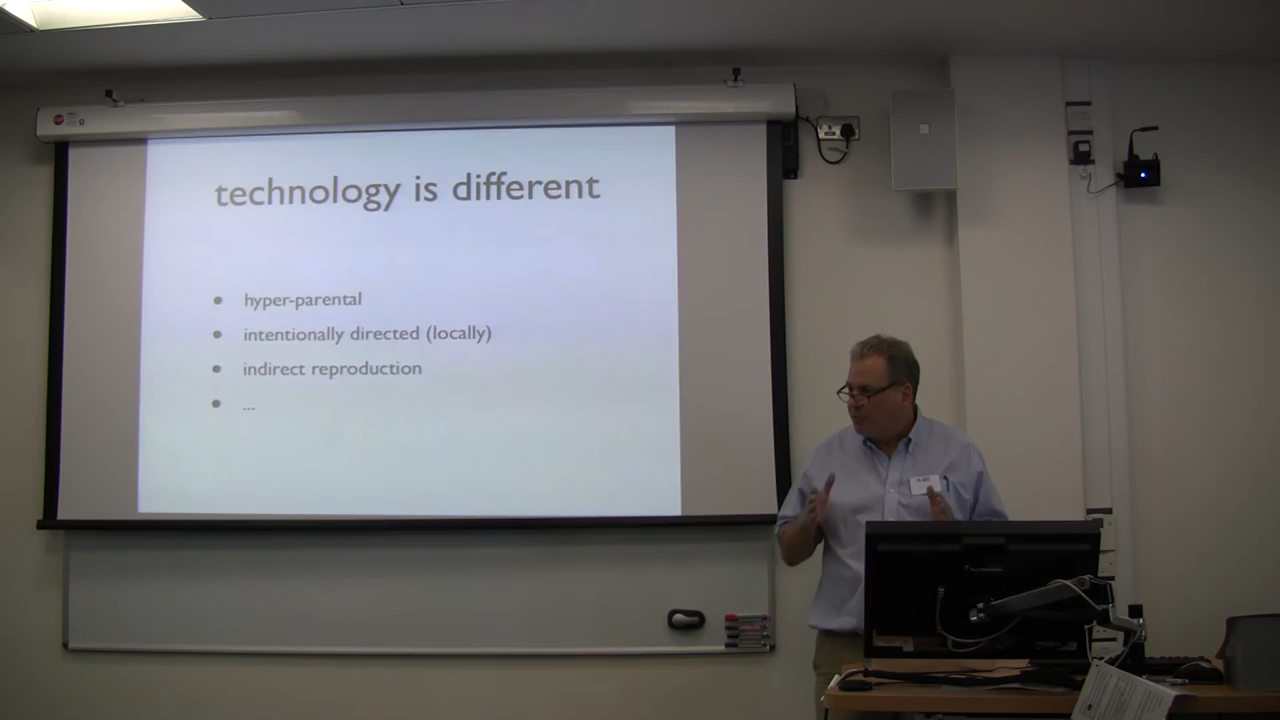 technology is different
hyper-parental
intentionally directed (locally)
indirect reproduction
...